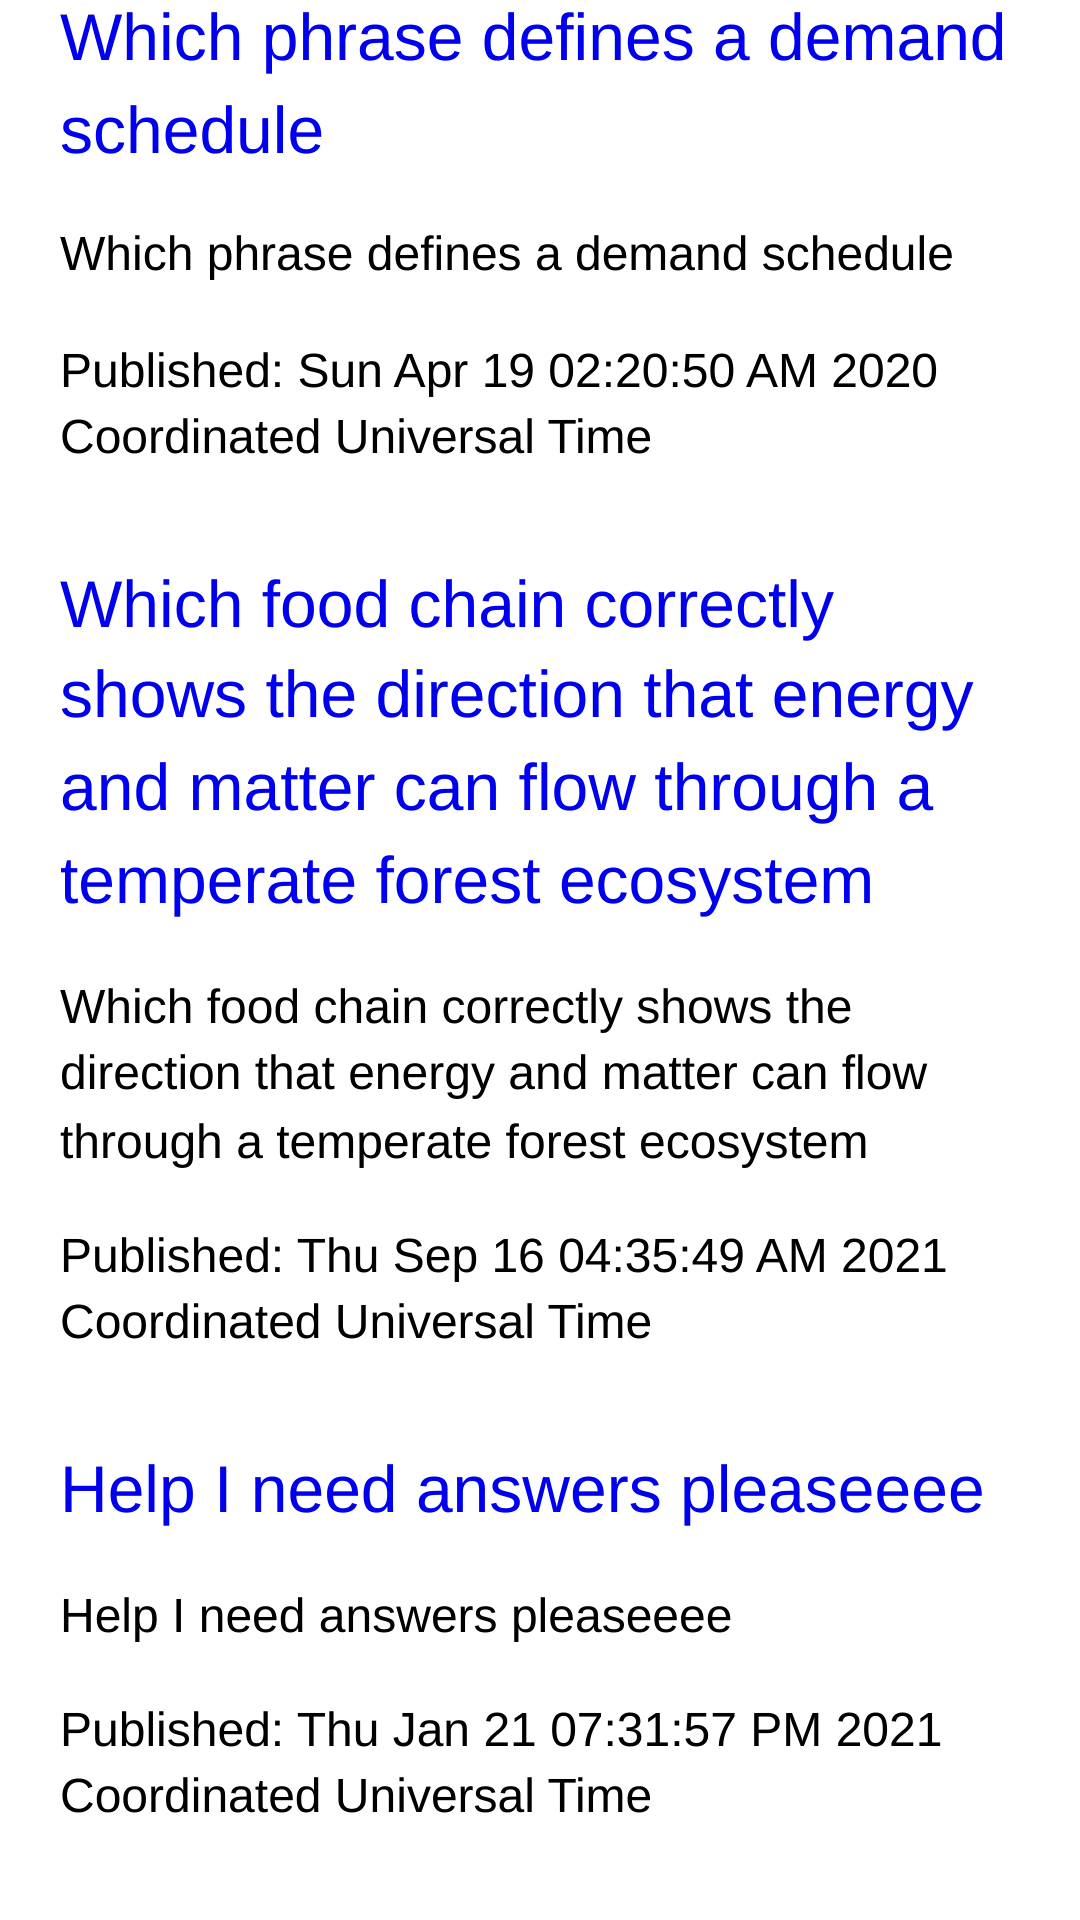 Which phrase defines a demand
schedule
Which phrase defines a demand schedule
Published: Sun Apr 19 02:20:50 AM 2020
Coordinated Universal Time
Which food chain correctly
shows the direction that energy
and matter can flow through a
temperate forest ecosystem
Which food chain correctly shows the
direction that energy and matter can flow
through a temperate forest ecosystem
Published: Thu Sep 16 04:35:49 AM 2021
Coordinated Universal Time
Help I need answers pleaseeee
Help I need answers pleaseeee
Published: Thu Jan 21 07:31:57 PM 2021
Coordinated Universal Time